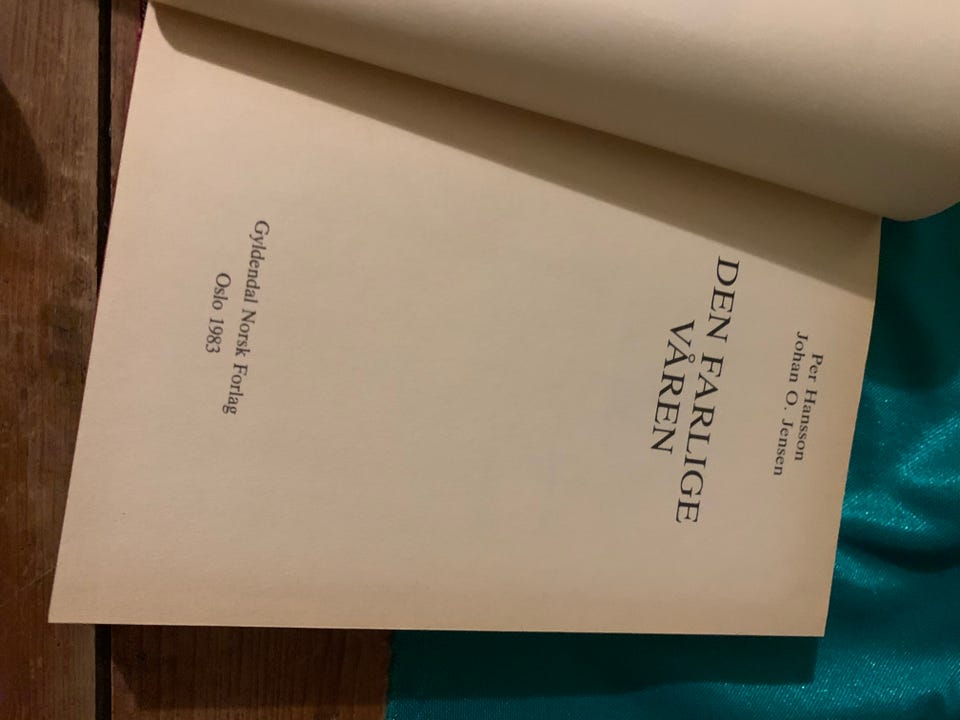 Per Hansson
Johan O. Jensen
DEN FARLIGE
VÅREN
Gyldendal Norsk Forlag
Oslo 1983